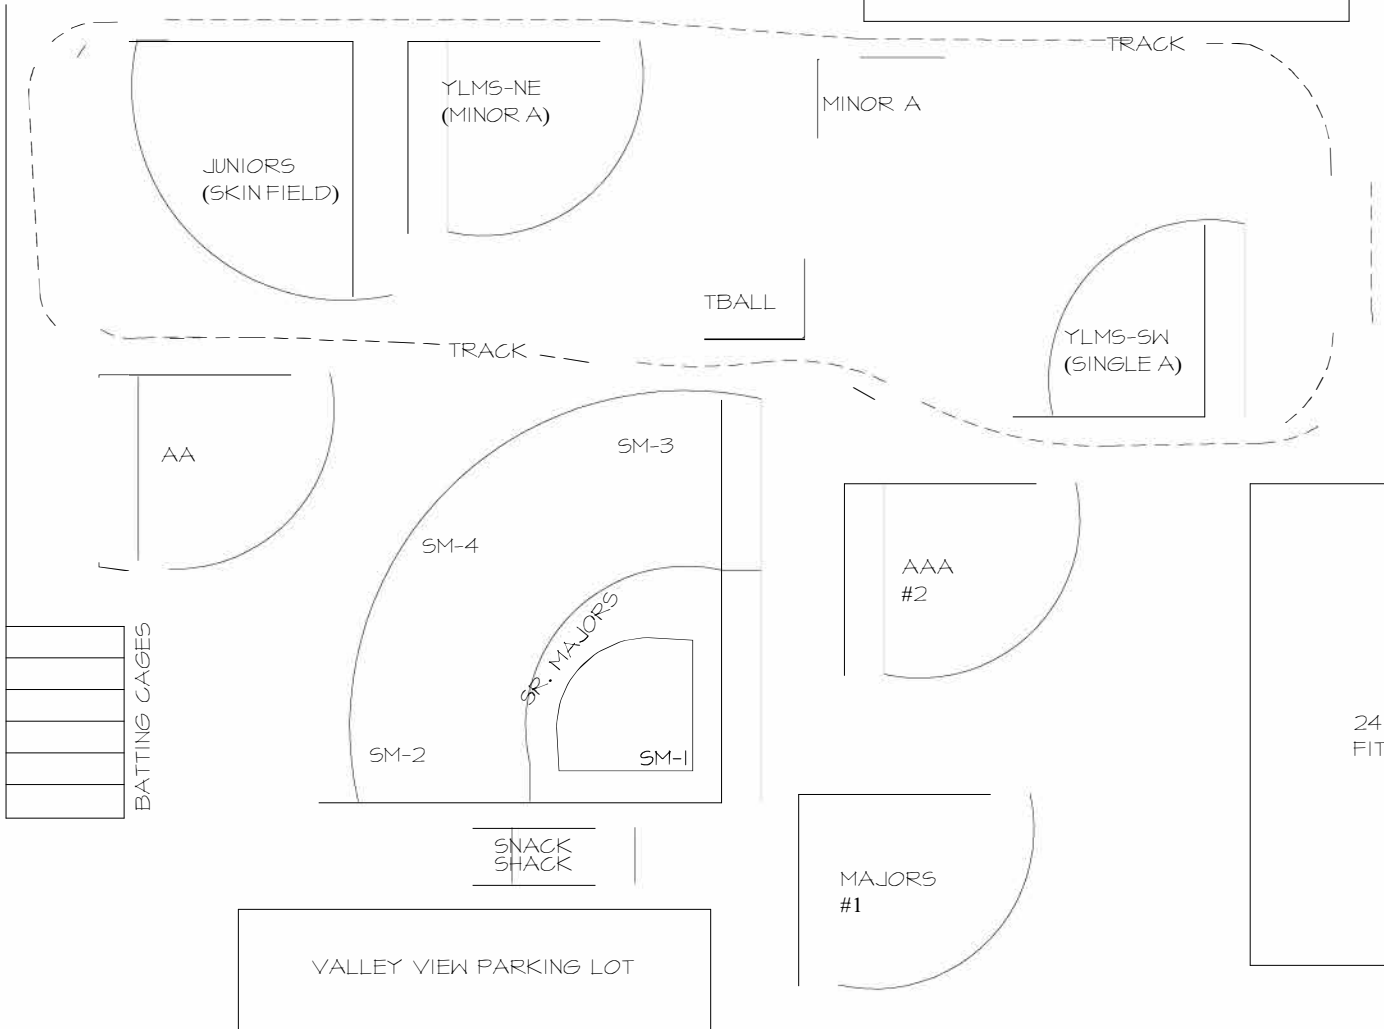 TRACK
YLMS-NE
(MINOR A)
MINOR A
JUNIORS
(SKIN FIELD)
TBALL
YLMS-SW
(SINGLE A)
TRACK
AA
SM-3
SM-4
AAA
#2
SR. MAJORS
BATTING CAGES
SM-2
SM-1
24
FIT
SNACK
SHACK
MAJORS
#1
VALLEY VIEW PARKING LOT